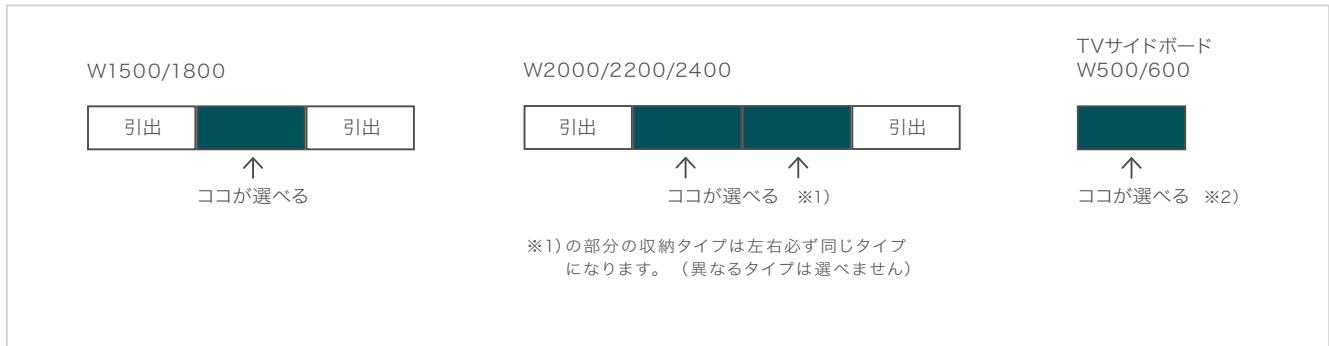 W1500/1800
引出
引出
ココが選べる
W2000/2200/2400
引出
引出
ココが選べる ※1)
※1)の部分の収納タイプは左右必ず同じタイプ
になります。（異なるタイプは選べません）
TVサイドボード
W500/600
ココが選べる ※2)